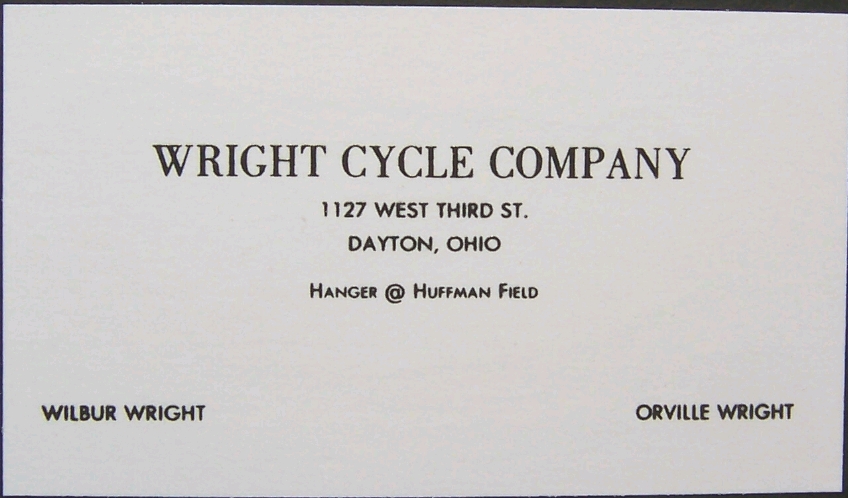 WRIGHT CYCLE COMPANY
1127 WEST THIRD ST.
DAYTON, OHIO
HANGER @ HUFFMAN FIELD
WILBUR WRIGHT
ORVILLE WRIGHT